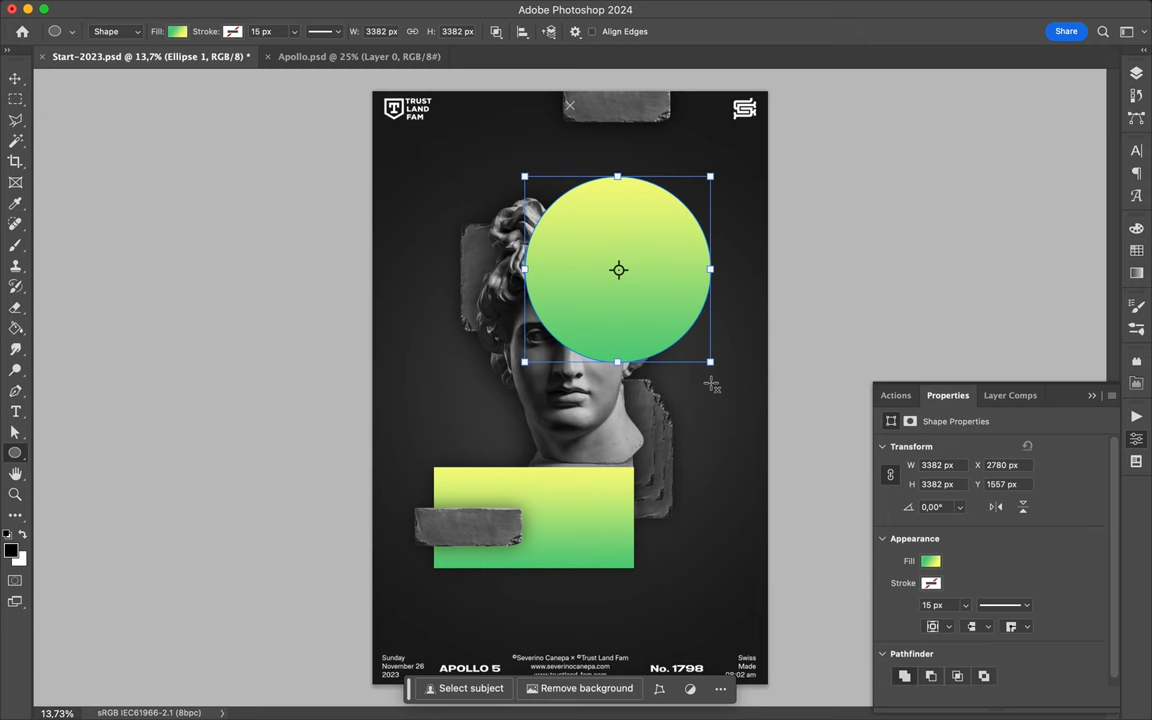 Adobe Photoshop 2024
Shape
Fill:
Stroke:
15 px
W: 3382 px
H: 3382 px
Align Edges
Share
Start-2023.psd @ 13,7% (Ellipse 1, RGB/8) *
Apollo.psd @ 25% (Layer 0, RGB/8#)
TRUST
LAND
FAM
Actions
Properties
Layer Comps
Shape Properties
Transform
W 3382 px
X 2780 px
H 3382 px
Y 1557 px
0,00°
Appearance
Fill
Stroke
15 px
Pathfinder
Sunday
November 26
2023
APOLLO 5
©Severino Canepa × ©Trust Land Fam
www.severinocanepa.com
www.trustland-fam.com
No. 1798
Swiss
Made
Select subject
Remove background
13,73%
sRGB IEC61966-2.1 (8bpc)